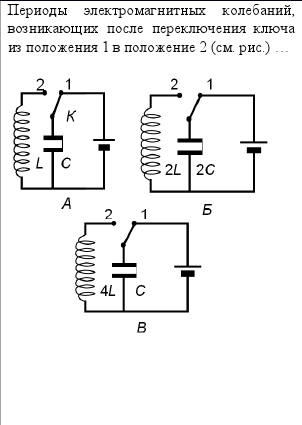 Периоды электромагнитных колебаний,
возникающих после переключения ключа
из положения 1 в положение 2 (см. рис.) …
2 1
К
L C
А
2 1
2L 2C
Б
2 1
4L C
В